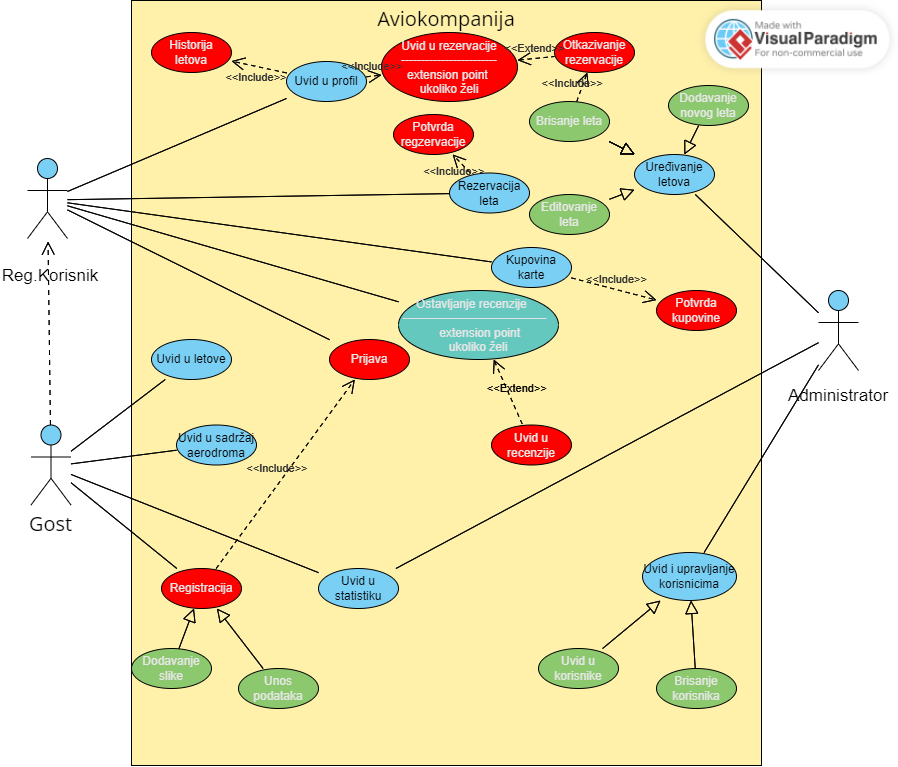 Aviokompanija
Made with
VisualParadigm
For non-commercial use
Historija
letova
Uvid u rezervacije
extension point
ukoliko želi
<<Extend>>
Otkazivanje
rezervacije
<<Include>>
Uvid u profil
<<Include>>
<<Include>>
Brisanje leta
Dodavanje
novog leta
Potvrda
regzervacije
<<Include>>
Rezervacija
leta
Uređivanje
letova
Editovanje
leta
Reg.Korisnik
Kupovina
karte
<<Include>>
Potvrda
kupovine
Ostavljanje recenzije
extension point
ukoliko želi
Uvid u letove
Prijava
<<Extend>>
Administrator
Uvid u sadržaj
aerodroma
Uvid u
recenzije
<<Include>>
Gost
Registracija
Uvid u
statistiku
Uvid i upravljanje
korisnicima
Dodavanje
slike
Unos
podataka
Uvid u
korisnike
Brisanje
korisnika